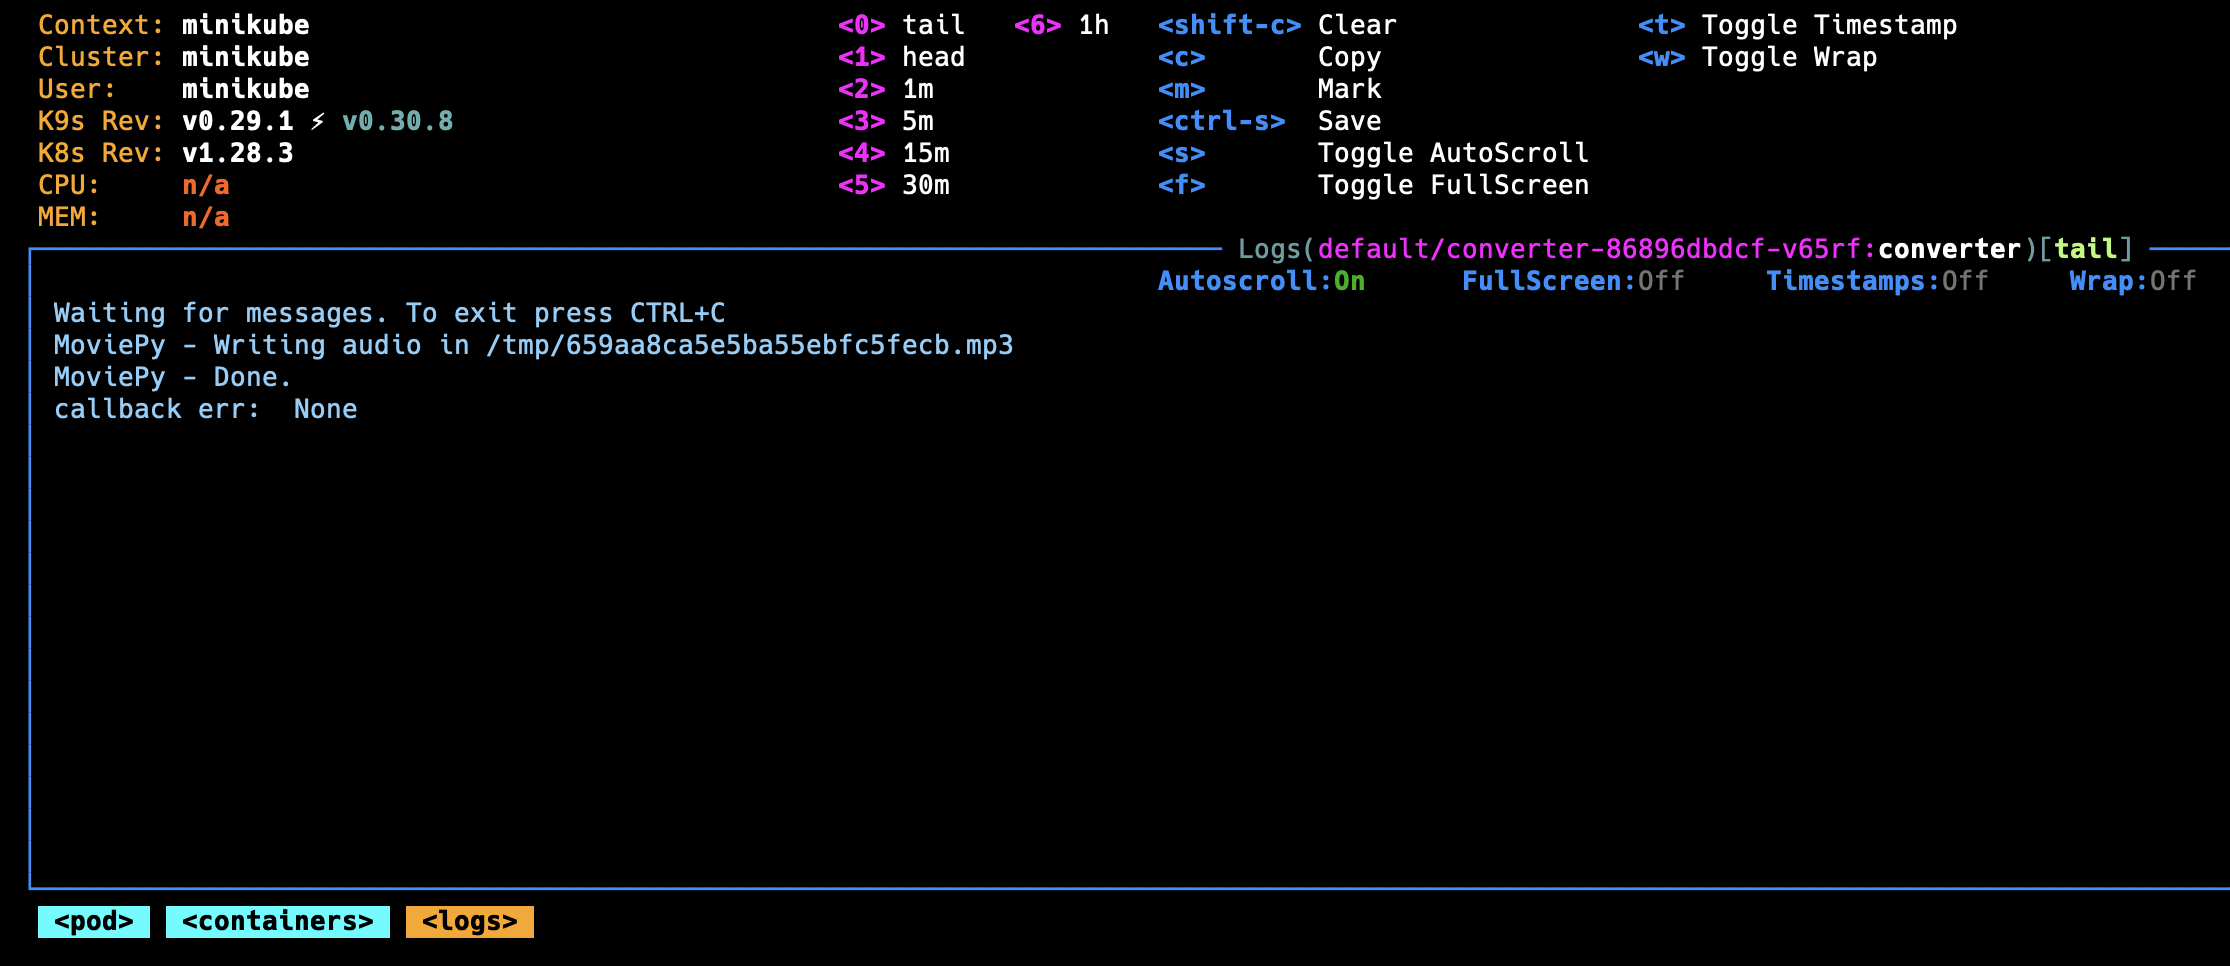 Context: minikube <0> tail <6> 1h <shift-c> Clear <t> Toggle Timestamp
Cluster: minikube <1> head <c> Copy <w> Toggle Wrap
User: minikube <2> 1m <m> Mark
K9s Rev: v0.29.1 ⚡ v0.30.8 <3> 5m <ctrl-s> Save
K8s Rev: v1.28.3 <4> 15m <s> Toggle AutoScroll
CPU: n/a <5> 30m <f> Toggle FullScreen
MEM: n/a
Logs(default/converter-86896dbdcf-v65rf:converter)[tail]
Autoscroll:On FullScreen:Off Timestamps:Off Wrap:Off
Waiting for messages. To exit press CTRL+C
MoviePy - Writing audio in /tmp/659aa8ca5e5ba55ebfc5fecb.mp3
MoviePy - Done.
callback err:  None
<pod> <containers> <logs>